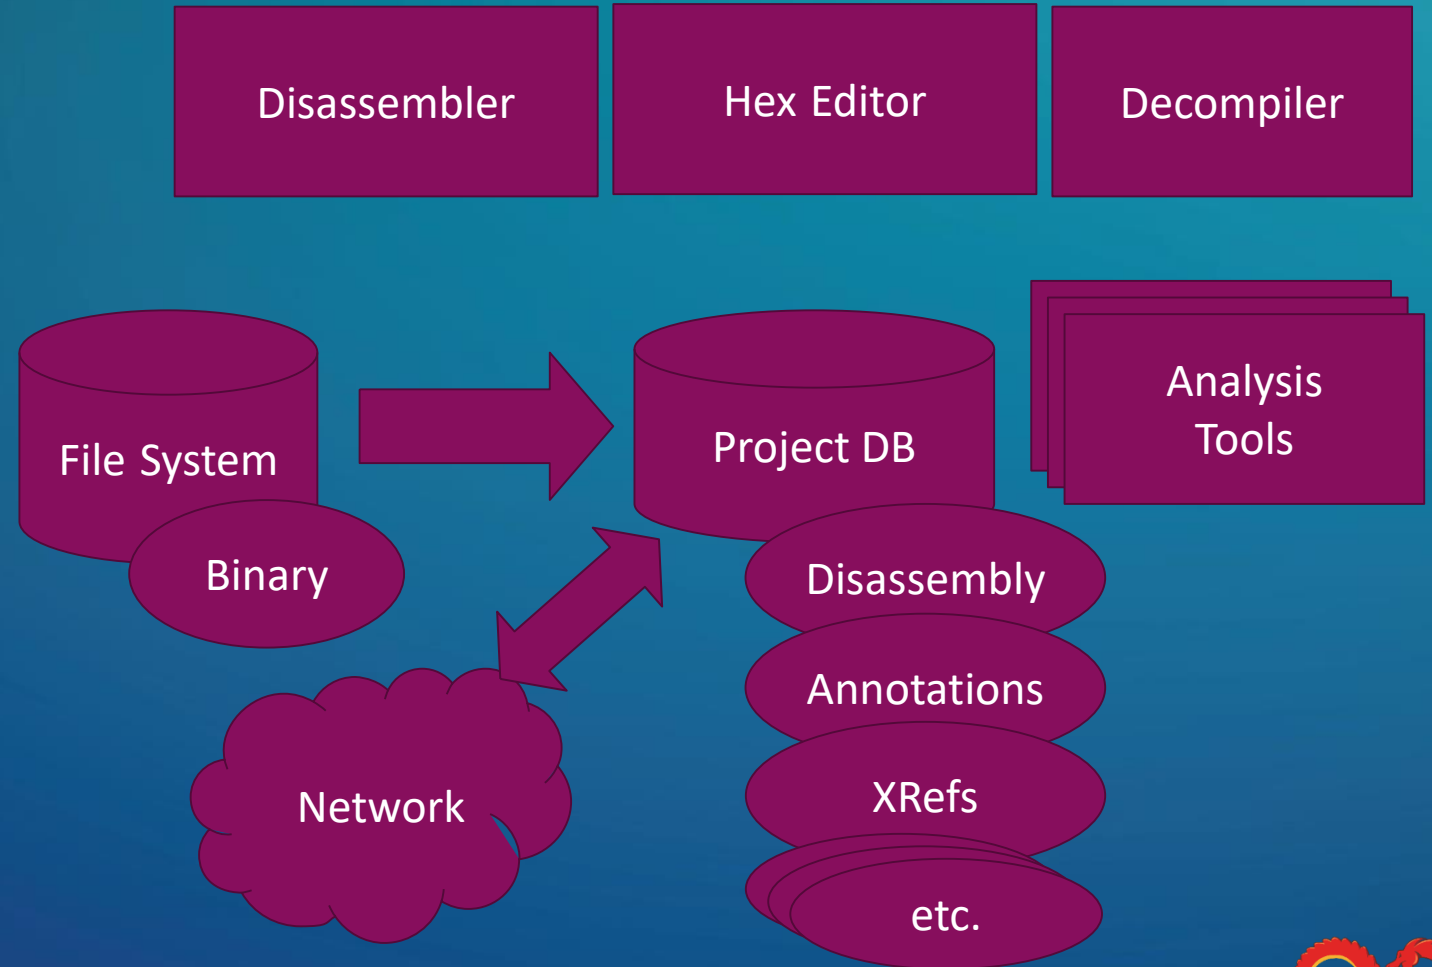 Disassembler
Hex Editor
Decompiler
File System
Binary
Project DB
Analysis
Tools
Disassembly
Annotations
XRefs
etc.
Network